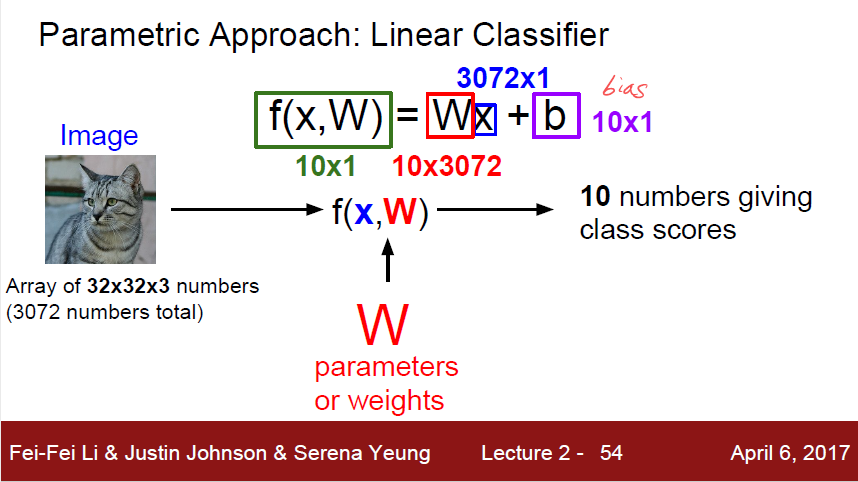 Parametric Approach: Linear Classifier
3072x1
bias
f(x,W) = Wx + b
10x1
10x1
10x3072
Image
f(x,W)
10 numbers giving
class scores
Array of 32x32x3 numbers
(3072 numbers total)
W
parameters
or weights
Fei-Fei Li & Justin Johnson & Serena Yeung
Lecture 2 - 54
April 6, 2017